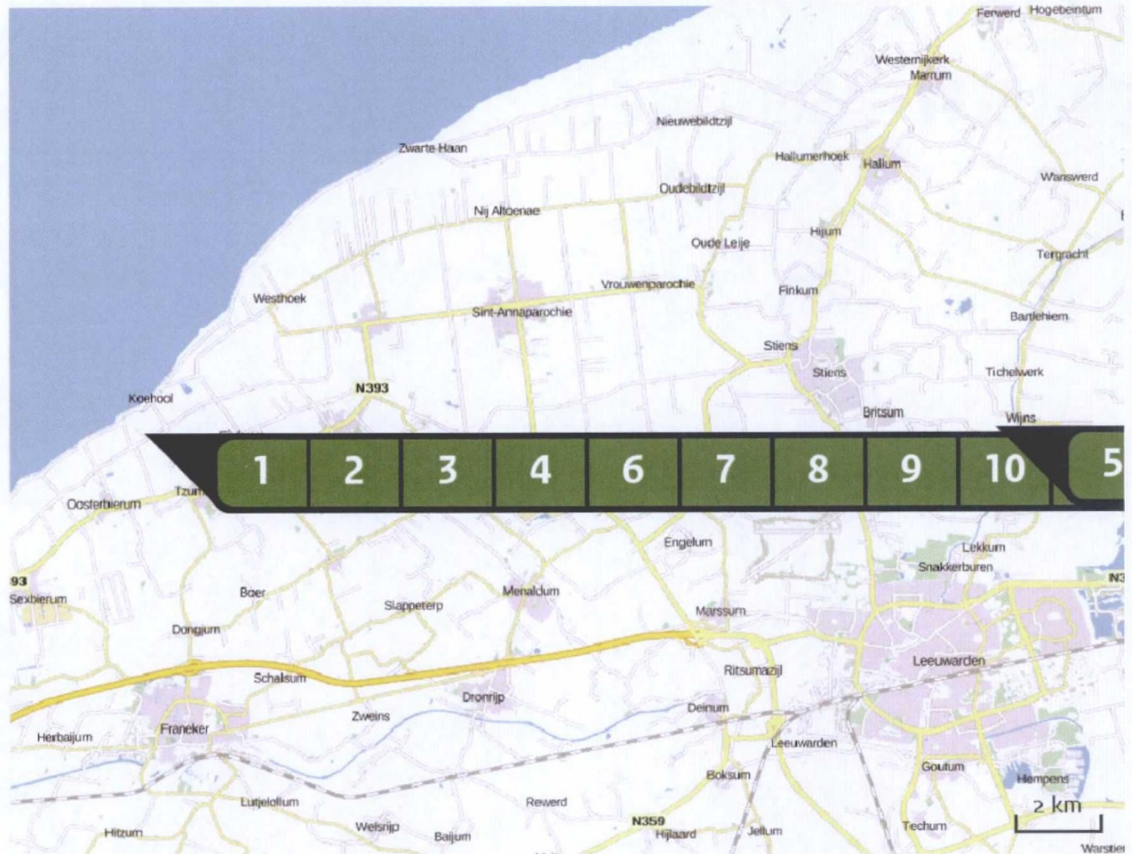 Ferwerd Hogebeintum
Westernijkerk
Marrum
Nieuwebildtzijl
Zwarte Haan
Hallumerhoek
Hallum
Wanswerd
Oudebildtzijl
Nij Altoenae
Hijum
Oude Leije
Tergracht
Vrouwenparochie
Finkum
Westhoek
Sint-Annaparochie
Bartlehiem
Stiens
Stiens
Tichelwerk
N393
Koehool
Britsum
Wijns
1 2 3 4 6 7 8 9 10 5
Tzum
Oosterbierum
Engelum
Lekkum
Snakkerburen
93
Sexbierum
Boer
Slappeterp
Menaldum
Marssum
Dongjum
Leeuwarden
Schalsum
Ritsumazijl
Dronrijp
Zweins
Deinum
Franeker
Herbaijum
Leeuwarden
Boksum
Goutum
Hempens
Lutjelollum
Rewerd
2 km
Hitzum
Welsrijp
Baijum
N359
Hijlaard
Jellum
Techum
Warstier